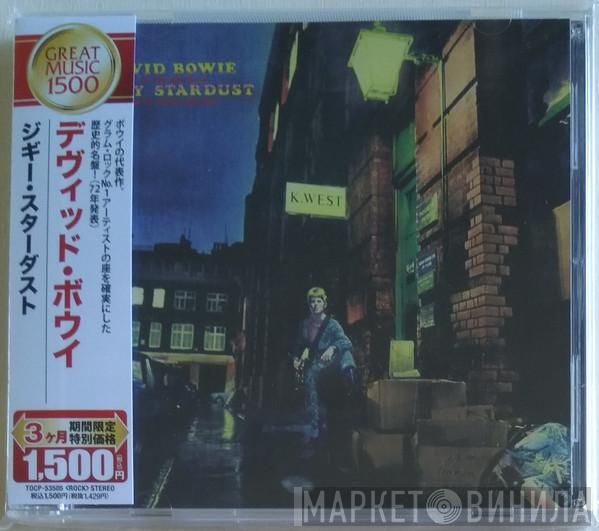 GREAT
MUSIC
1500
デヴィッド・ボウイ
ジギー・スターダスト
ボウイの代表作。
グラム・ロックNo.1アーティストの座を確実にした
歴史的名盤！(’72年発表)
3ヶ月
期間限定
特別価格
1,500円(税込)
TOCP-53505 <ROCK> STEREO
税込1,500円(税抜1,429円)
VID BOWIE
Y STARDUST
K.WEST
МАРКЕТ ВИНИЛА